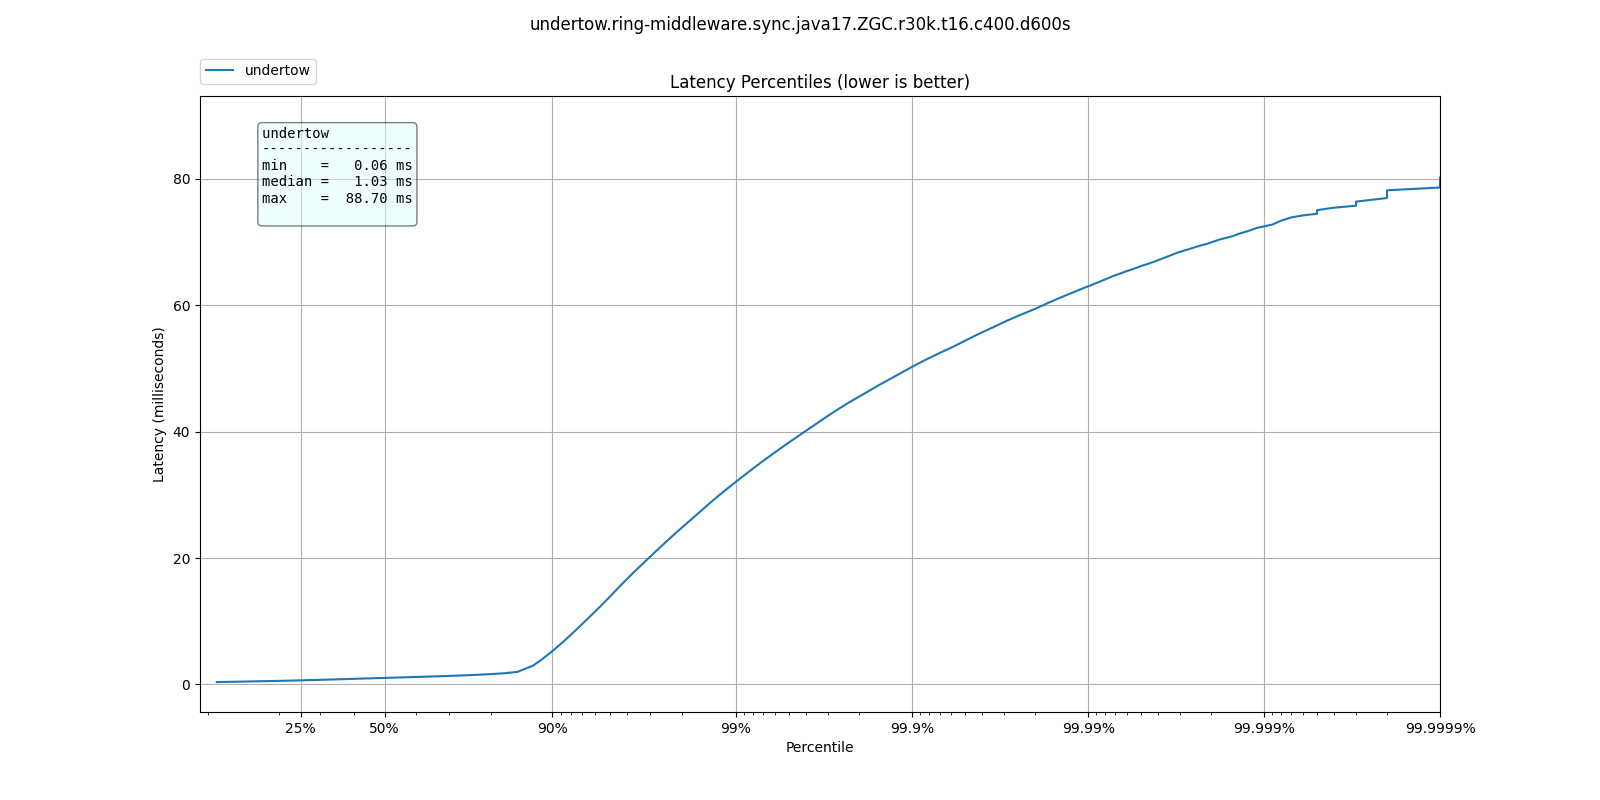 undertow.ring-middleware.sync.java17.ZGC.r30k.t16.c400.d600s
undertow
Latency Percentiles (lower is better)
undertow
------------------
min    =   0.06 ms
median =   1.03 ms
max    =  88.70 ms
80
60
40
20
0
Latency (milliseconds)
25% 50% 90% 99% 99.9% 99.99% 99.999% 99.9999%
Percentile